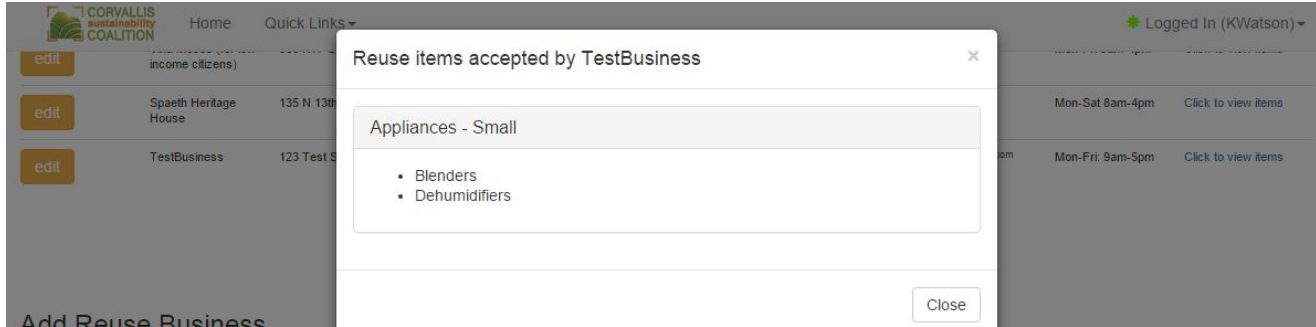 CORVALLIS
sustainability
COALITION
Home
Quick Links
Logged In (KWatson)
Reuse items accepted by TestBusiness
×
edit
income citizens)
edit
Spaeth Heritage
House
135 N 13th
Mon-Sat 8am-4pm
Click to view items
Appliances - Small
edit
TestBusiness
123 Test S
com
Mon-Fri: 9am-5pm
Click to view items
• Blenders
• Dehumidifiers
Close
Add Reuse Business